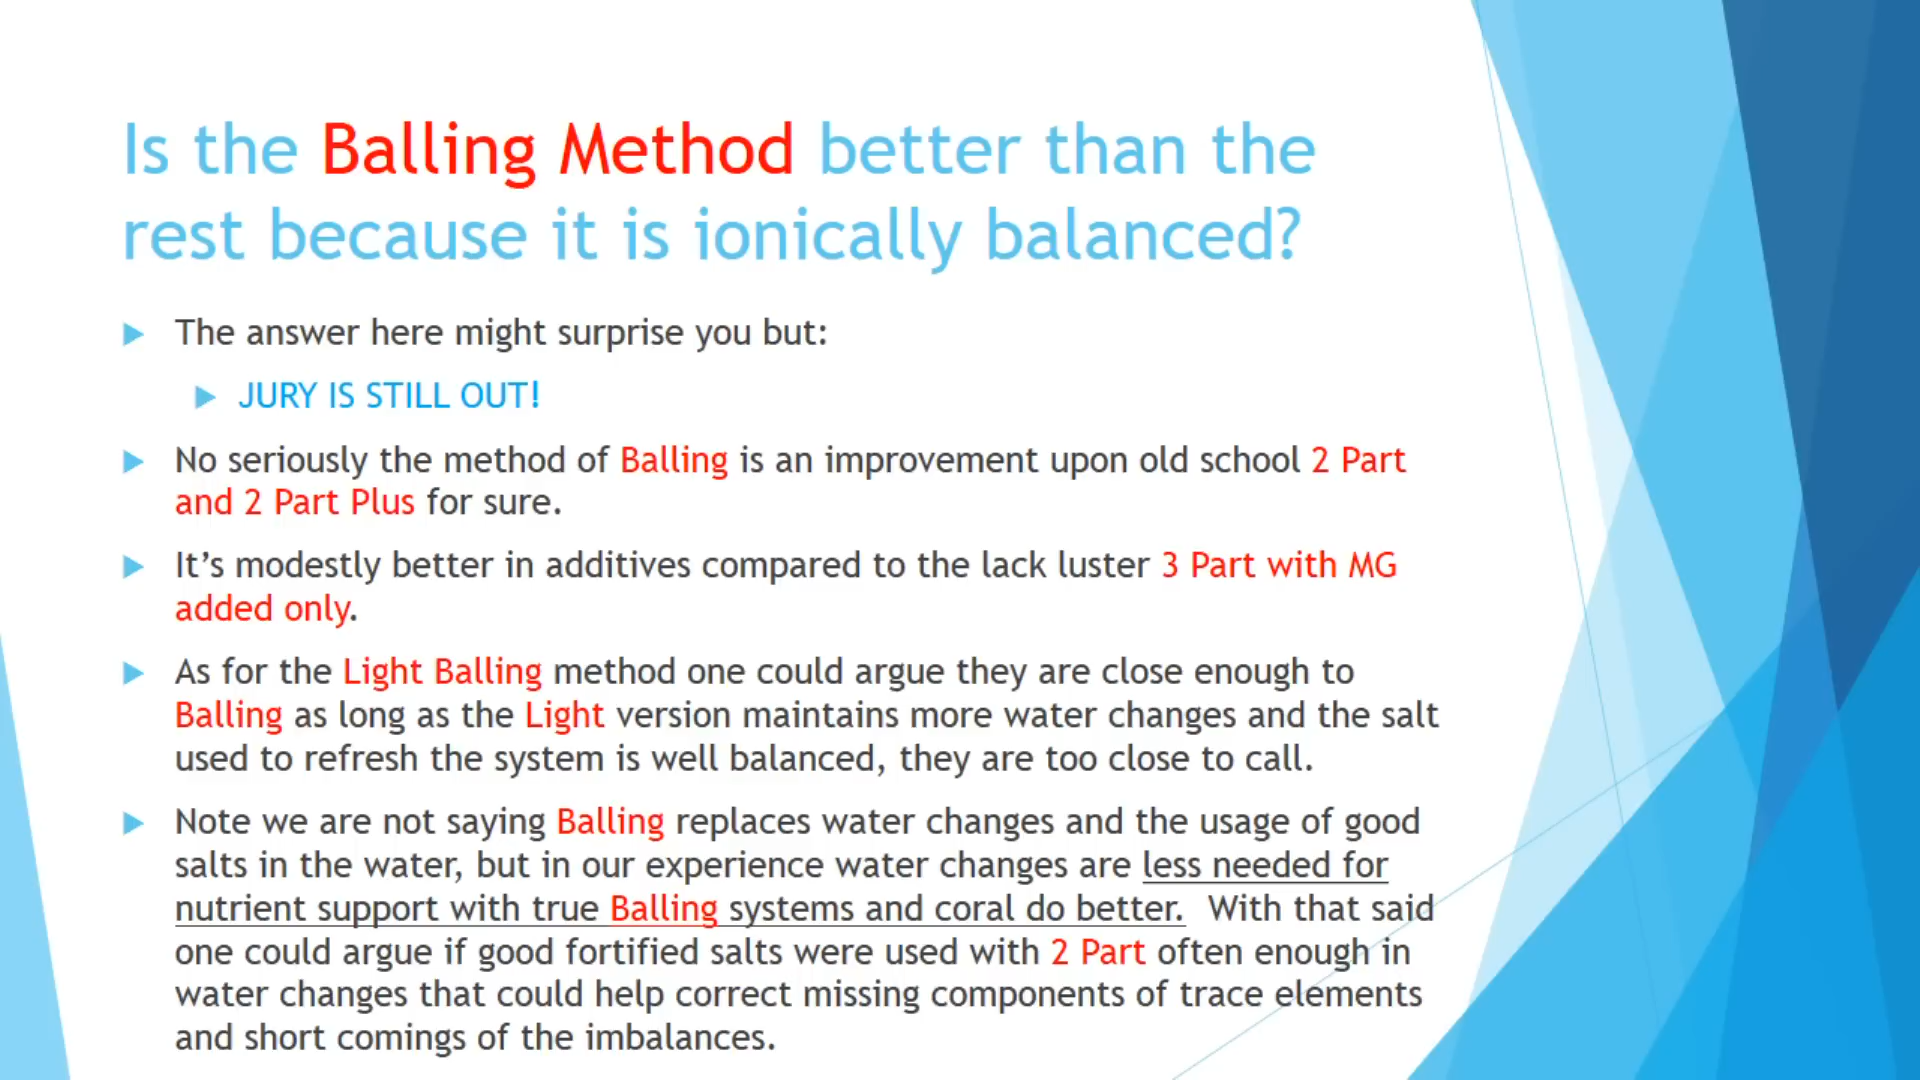 Is the Balling Method better than the
rest because it is ionically balanced?
The answer here might surprise you but:
JURY IS STILL OUT!
No seriously the method of Balling is an improvement upon old school 2 Part
and 2 Part Plus for sure.
It’s modestly better in additives compared to the lack luster 3 Part with MG
added only.
As for the Light Balling method one could argue they are close enough to
Balling as long as the Light version maintains more water changes and the salt
used to refresh the system is well balanced, they are too close to call.
Note we are not saying Balling replaces water changes and the usage of good
salts in the water, but in our experience water changes are less needed for
nutrient support with true Balling systems and coral do better. With that said
one could argue if good fortified salts were used with 2 Part often enough in
water changes that could help correct missing components of trace elements
and short comings of the imbalances.